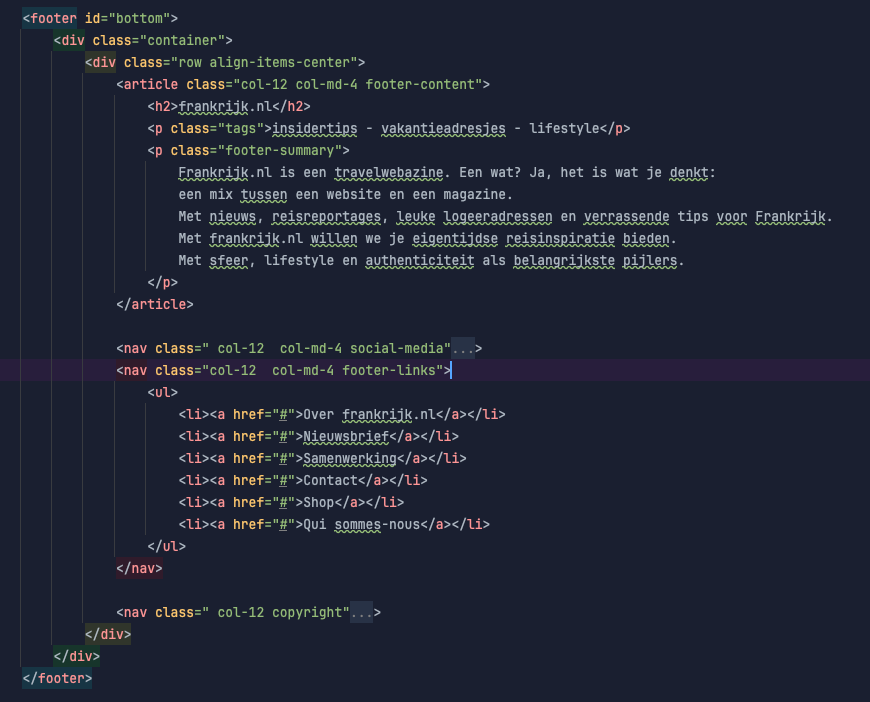 <footer id="bottom">
<div class="container">
<div class="row align-items-center">
<article class="col-12 col-md-4 footer-content">
<h2>frankrijk.nl</h2>
<p class="tags">insidertips - vakantieadresjes - lifestyle</p>
<p class="footer-summary">
Frankrijk.nl is een travelwebazine. Een wat? Ja, het is wat je denkt:
een mix tussen een website en een magazine.
Met nieuws, reisreportages, leuke logeeradressen en verrassende tips voor Frankrijk.
Met frankrijk.nl willen we je eigentijdse reisinspiratie bieden.
Met sfeer, lifestyle en authenticiteit als belangrijkste pijlers.
</p>
</article>
<nav class=" col-12  col-md-4 social-media"...>
<nav class="col-12  col-md-4 footer-links">
<ul>
<li><a href="#">Over frankrijk.nl</a></li>
<li><a href="#">Nieuwsbrief</a></li>
<li><a href="#">Samenwerking</a></li>
<li><a href="#">Contact</a></li>
<li><a href="#">Shop</a></li>
<li><a href="#">Qui sommes-nous</a></li>
</ul>
</nav>
<nav class=" col-12 copyright"...>
</div>
</div>
</footer>